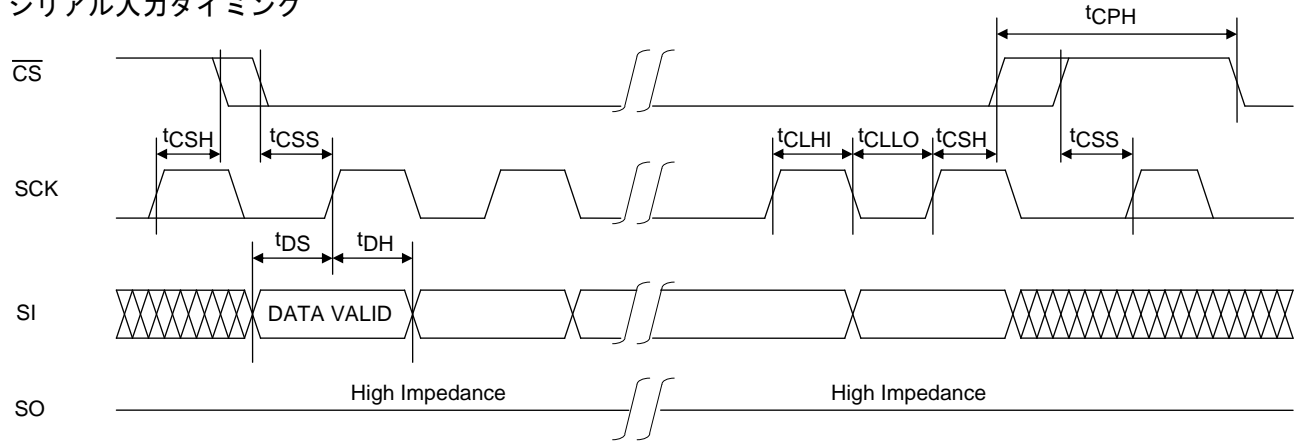 シリアル入力タイミング
tCPH
CS
tCSH
tCSS
tCLHI
tCLLO
tCSH
tCSS
SCK
tDS
tDH
SI
DATA VALID
High Impedance
High Impedance
SO